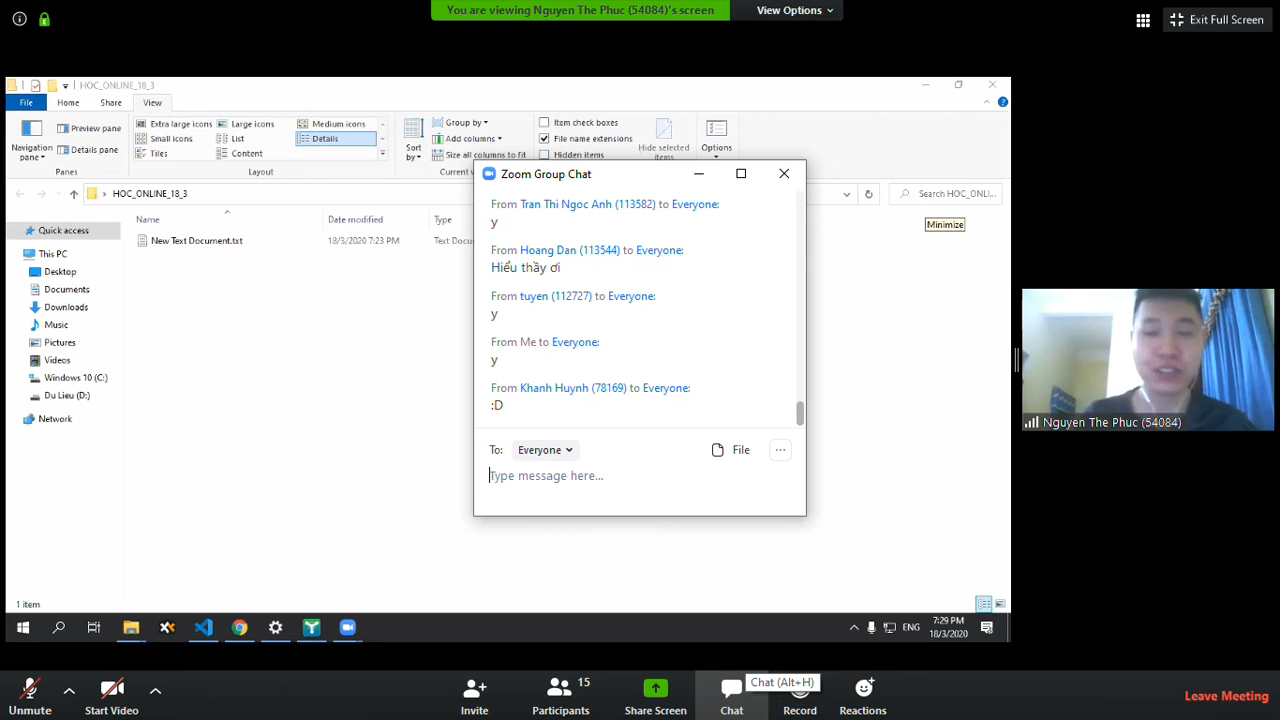 You are viewing Nguyen The Phuc (54084)'s screen
View Options
Exit Full Screen
HOC_ONLINE_18_3
File Home Share View
Navigation pane
Preview pane
Details pane
Panes
Extra large icons Large icons Medium icons
Small icons List Details
Tiles Content
Layout
Sort by
Group by
Add columns
Size all columns to fit
Current v
Item check boxes
File name extensions
Hidden items
Hide selected items
Options
HOC_ONLINE_18_3
Search HOC_ONLI...
Minimize
Quick access
This PC
Desktop
Documents
Downloads
Music
Pictures
Videos
Windows 10 (C:)
Du Lieu (D:)
Network
Name Date modified Type
New Text Document.txt 18/3/2020 7:23 PM Text Docu
Zoom Group Chat
From Tran Thi Ngoc Anh (113582) to Everyone:
y
From Hoang Dan (113544) to Everyone:
Hiểu thầy ơi
From tuyen (112727) to Everyone:
y
From Me to Everyone:
y
From Khanh Huynh (78169) to Everyone:
:D
To: Everyone File
Type message here...
Nguyen The Phuc (54084)
1 item
ENG
7:29 PM
18/3/2020
Chat (Alt+H)
Unmute
Start Video
Invite
Participants 15
Share Screen
Chat
Record
Reactions
Leave Meeting